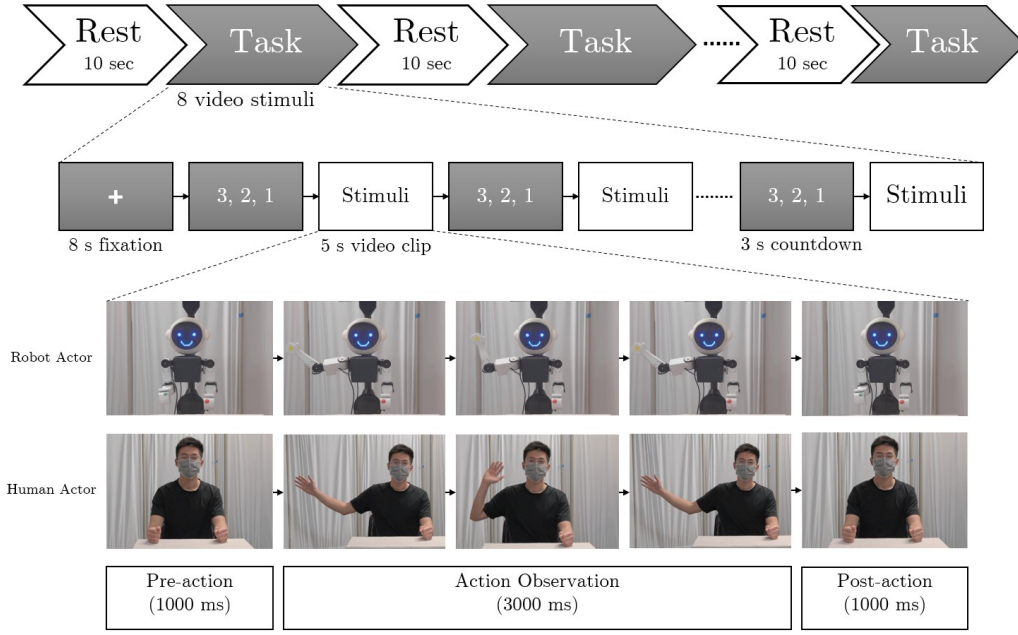 Rest Task Rest Task ...... Rest Task
10 sec 10 sec 10 sec
8 video stimuli
+ 3, 2, 1 Stimuli 3, 2, 1 Stimuli ........ 3, 2, 1 Stimuli
8 s fixation 5 s video clip 3 s countdown
Robot Actor
Human Actor
Pre-action Action Observation Post-action
(1000 ms) (3000 ms) (1000 ms)